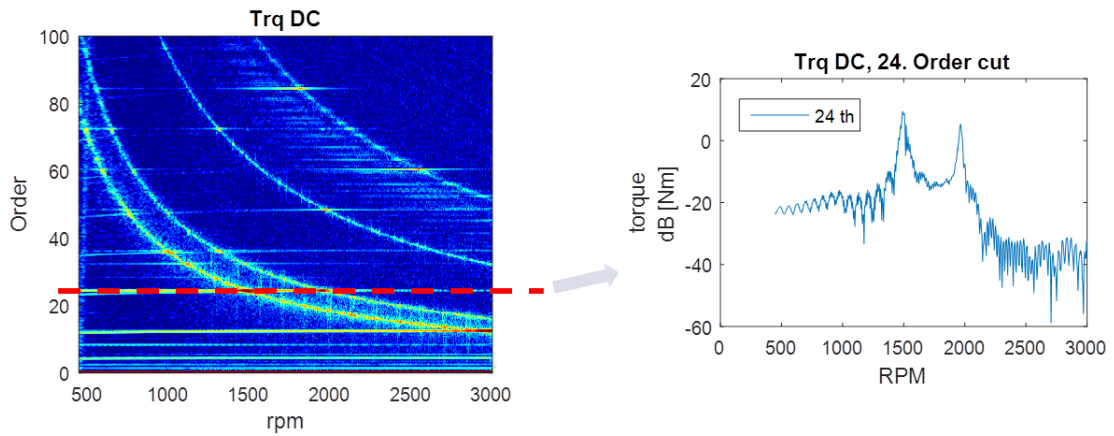 Trq DC
100
80
60
40
20
0
Order
500 1000 1500 2000 2500 3000
rpm
Trq DC, 24. Order cut
20
0
-20
-40
-60
torque
dB [Nm]
24 th
0 500 1000 1500 2000 2500 3000
RPM